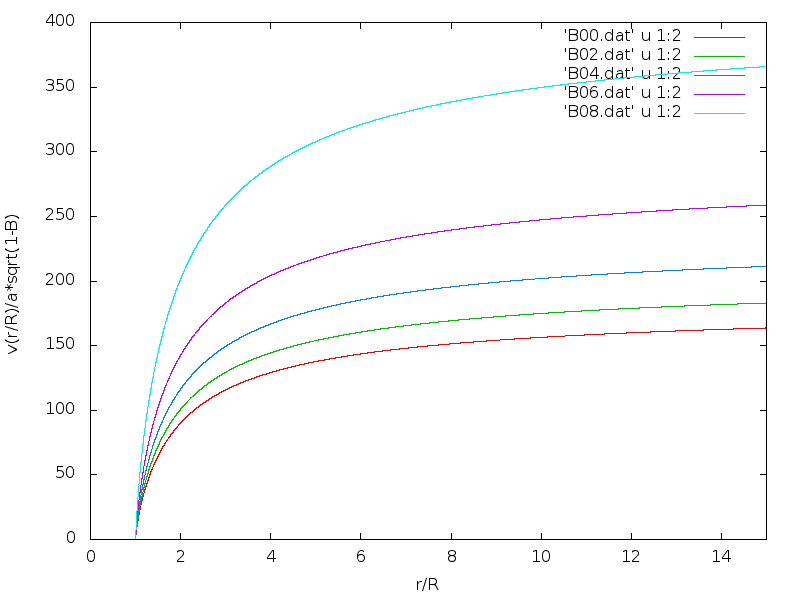 400
350
300
250
200
150
100
50
0
0 2 4 6 8 10 12 14
v(r/R)/a*sqrt(1-B)
r/R
'B00.dat' u 1:2
'B02.dat' u 1:2
'B04.dat' u 1:2
'B06.dat' u 1:2
'B08.dat' u 1:2